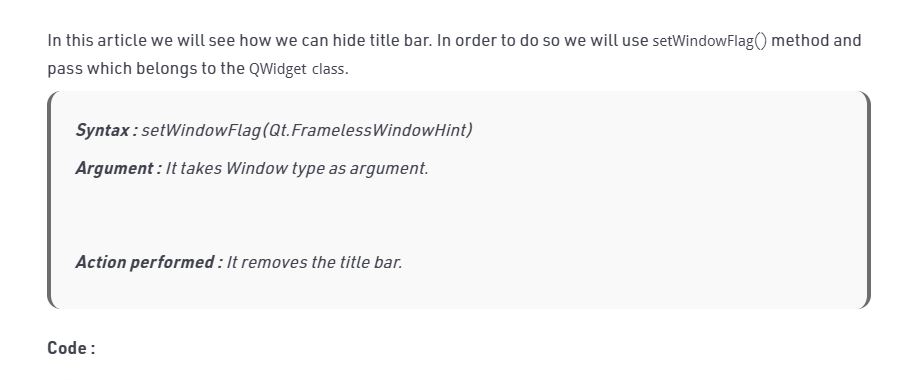 In this article we will see how we can hide title bar. In order to do so we will use setWindowFlag() method and
pass which belongs to the QWidget class.
Syntax : setWindowFlag(Qt.FramelessWindowHint)
Argument : It takes Window type as argument.
Action performed : It removes the title bar.
Code :